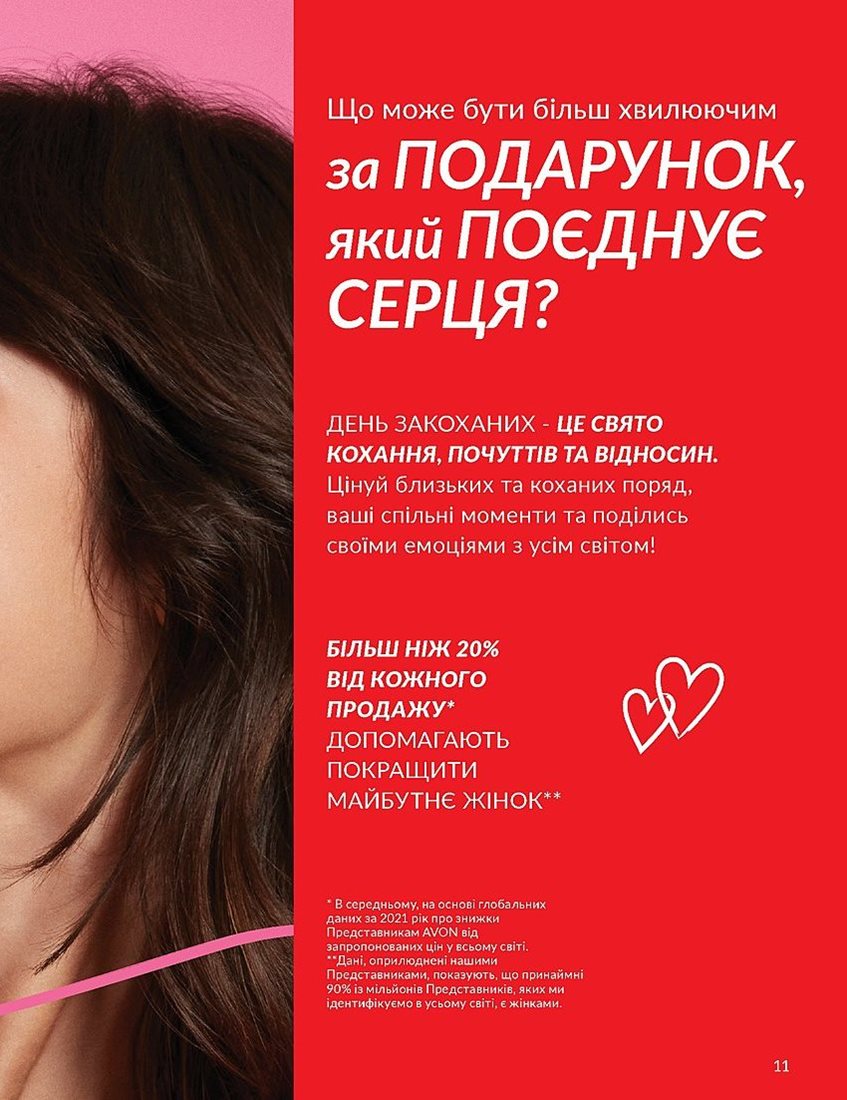 Що може бути більш хвилюючим
за ПОДАРУНОК,
який ПОЄДНУЄ
СЕРЦЯ?
ДЕНЬ ЗАКОХАНИХ - ЦЕ СВЯТО
КОХАННЯ, ПОЧУТТІВ ТА ВІДНОСИН.
Цінуй близьких та коханих поряд,
ваші спільні моменти та поділись
своїми емоціями з усім світом!
БІЛЬШ НІЖ 20%
ВІД КОЖНОГО
ПРОДАЖУ*
ДОПОМАГАЮТЬ
ПОКРАЩИТИ
МАЙБУТНЄ ЖІНОК**
* В середньому, на основі глобальних
даних за 2021 рік про знижки
Представникам AVON від
запропонованих цін у всьому світі.
**Дані, оприлюднені нашими
Представниками, показують, що принаймні
90% із мільйонів Представників, яких ми
ідентифікуємо в усьому світі, є жінками.
11